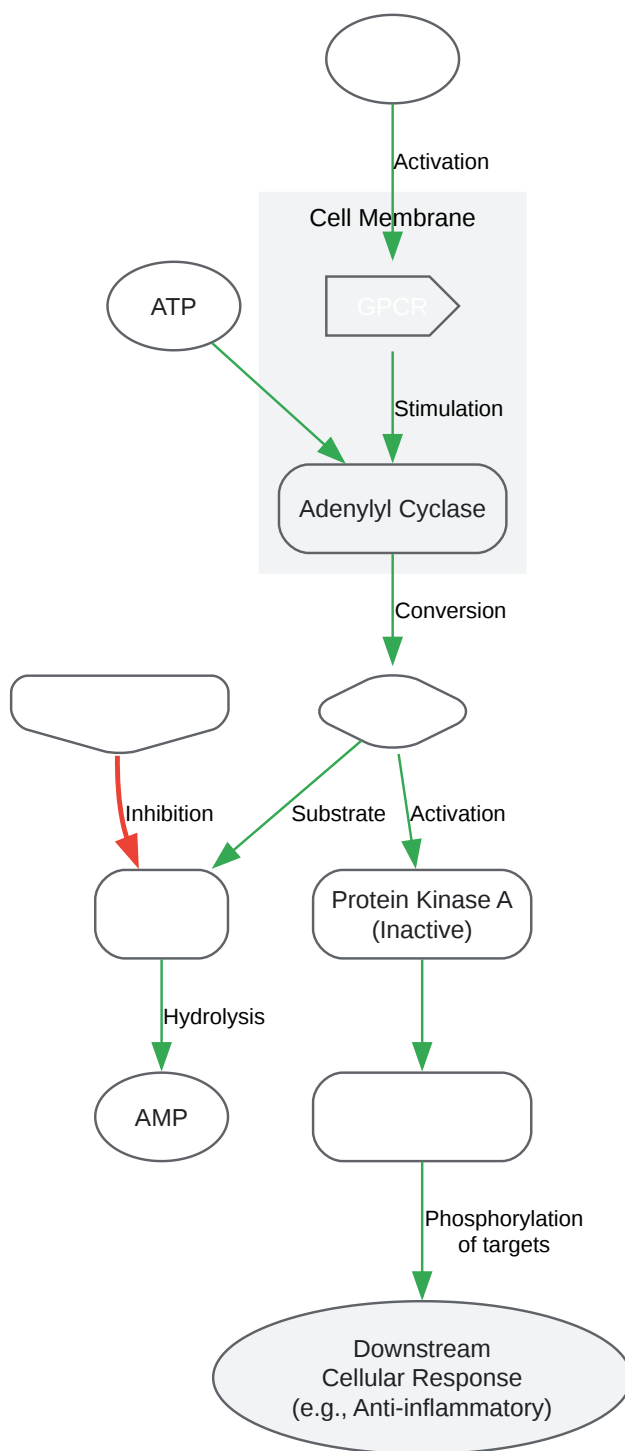 Activation
Cell Membrane
ATP
GPCR
Stimulation
Adenylyl Cyclase
Conversion
Inhibition
Substrate
Activation
Protein Kinase A
(Inactive)
Hydrolysis
AMP
Phosphorylation
of targets
Downstream
Cellular Response
(e.g., Anti-inflammatory)